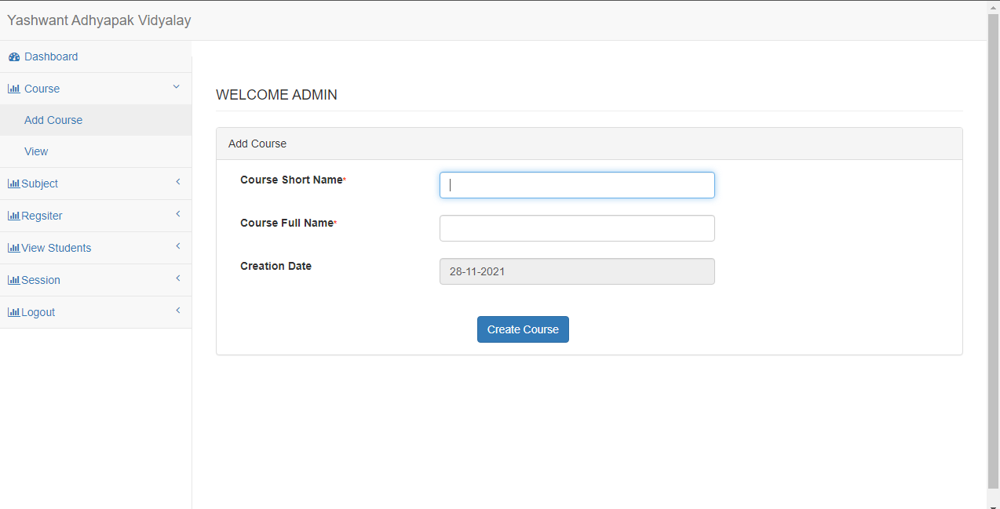 Yashwant Adhyapak Vidyalay
Dashboard
Course
Add Course
View
Subject
Regsiter
View Students
Session
Logout
WELCOME ADMIN
Add Course
Course Short Name*
Course Full Name*
Creation Date 28-11-2021
Create Course